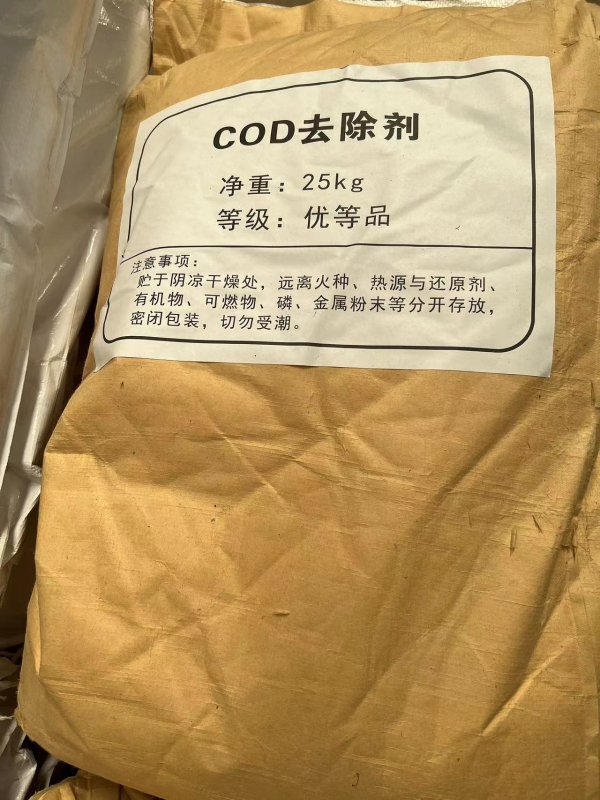 COD去除剂
净重：25kg
等级：优等品
注意事项：
贮于阴凉干燥处，远离火种、热源与还原剂、
有机物、可燃物、磷、金属粉末等分开存放，
密闭包装，切勿受潮。